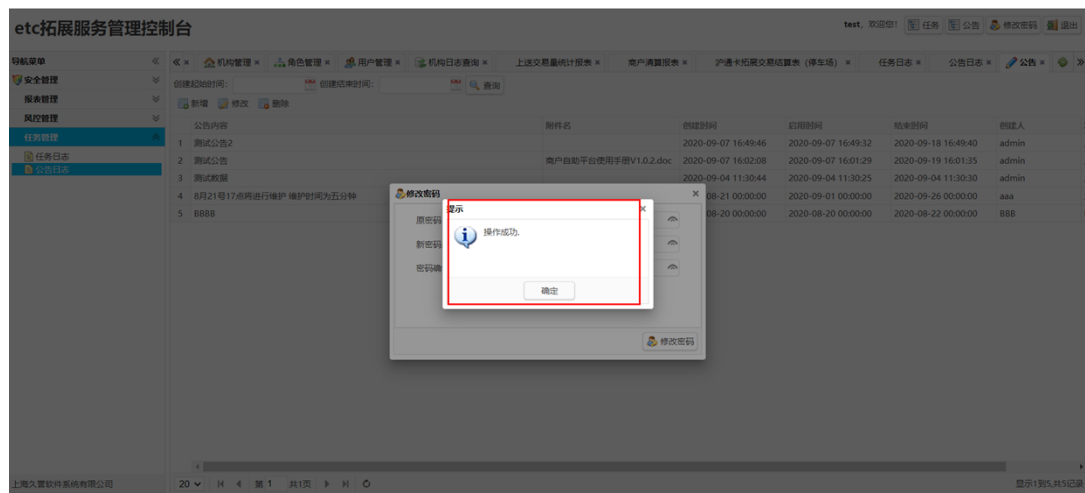 etc拓展服务管理控制台
test，欢迎您! 任务 公告 修改密码 退出
导航菜单
安全管理
报表管理
风控管理
任务管理
任务日志
公告日志
机构管理 角色管理 用户管理 机构日志查询 上送交易量统计报表 商户清算报表 沪通卡拓展交易结算表（停车场） 任务日志 公告日志 公告
创建起始时间: 创建结束时间: 查询
新增 修改 删除
公告内容 附件名 创建时间 启用时间 结束时间 创建人
1 测试公告2 2020-09-07 16:49:46 2020-09-07 16:49:32 2020-09-18 16:49:40 admin
2 测试公告 商户自助平台使用手册V1.0.2.doc 2020-09-07 16:02:08 2020-09-07 16:01:29 2020-09-19 16:01:35 admin
3 测试数据 2020-09-04 11:30:44 2020-09-04 11:30:25 2020-09-04 11:30:30 admin
4 8月21号17点将进行维护 维护时间为五分钟 08-21 00:00:00 2020-09-01 00:00:00 2020-09-26 00:00:00 aaa
5 BBBB 08-20 00:00:00 2020-08-20 00:00:00 2020-08-22 00:00:00 BBB
修改密码
原密码
新密码
密码确
提示
操作成功.
确定
修改密码
上海久誉软件系统有限公司
20 第 1 共1页
显示1到5,共5记录